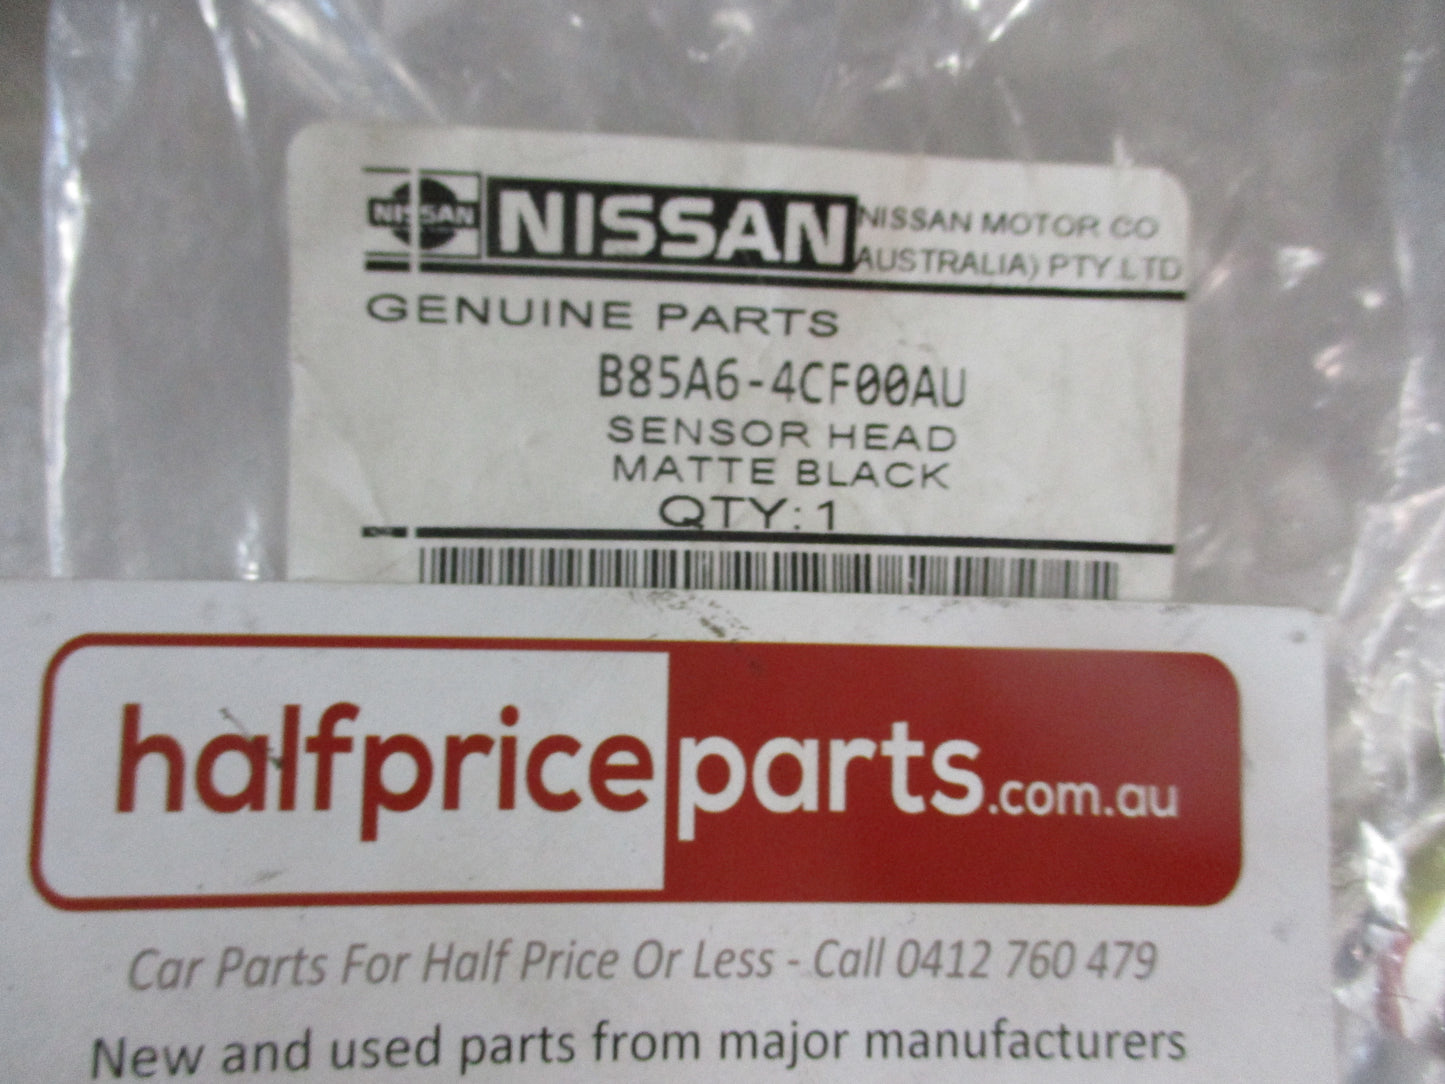 NISSAN NISSAN NISSAN MOTOR CO
AUSTRALIA) PTY.LTD
GENUINE PARTS
B85A6-4CF00AU
SENSOR HEAD
MATTE BLACK
QTY: 1
halfpriceparts.com.au
Car Parts For Half Price Or Less - Call 0412 760 479
New and used parts from major manufacturers